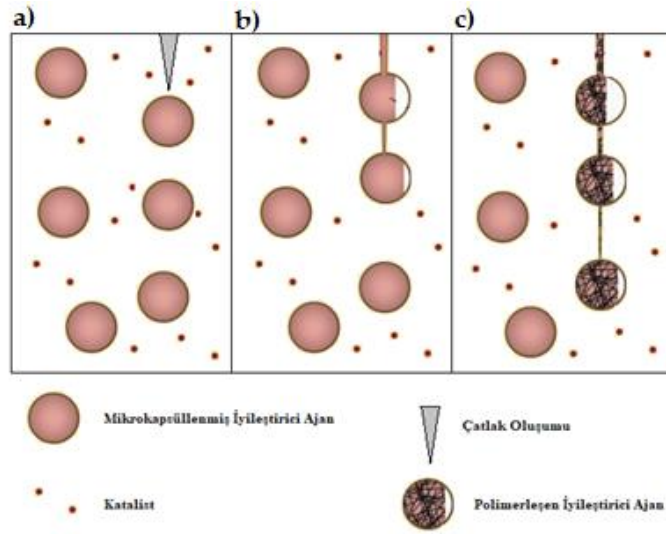 a)
b)
c)
Mikrokapsüllenmiş İyileştirici Ajan
Çatlak Oluşumu
Katalist
Polimerleşen İyileştirici Ajan